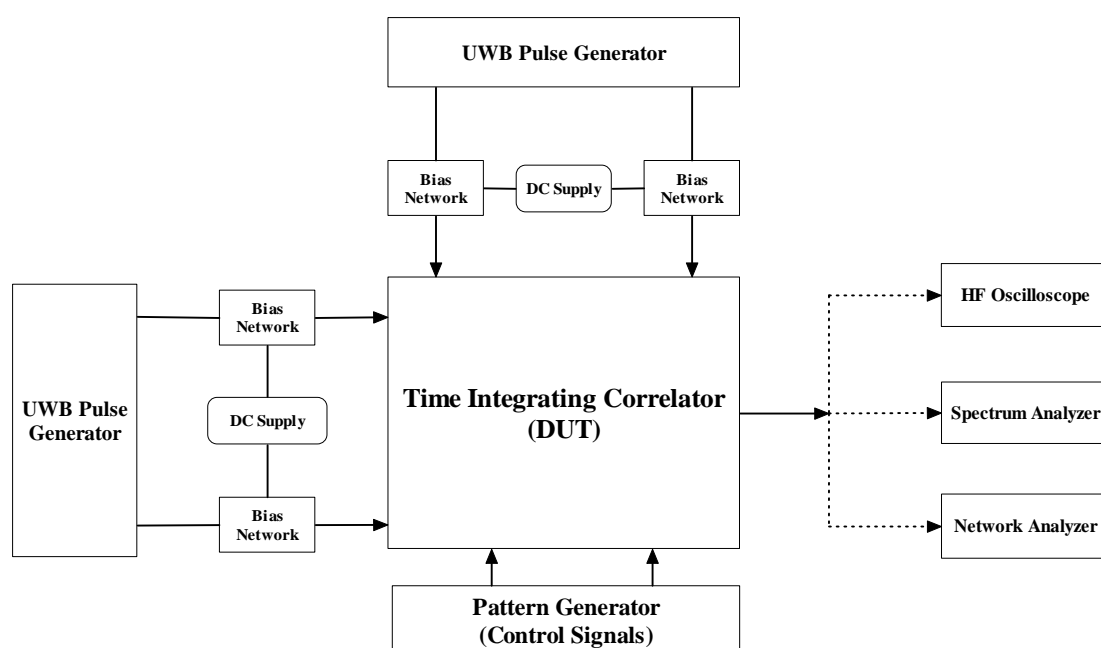 UWB Pulse Generator
Bias
Network
DC Supply
Bias
Network
UWB Pulse
Generator
Bias
Network
DC Supply
Bias
Network
Time Integrating Correlator
(DUT)
HF Oscilloscope
Spectrum Analyzer
Network Analyzer
Pattern Generator
(Control Signals)